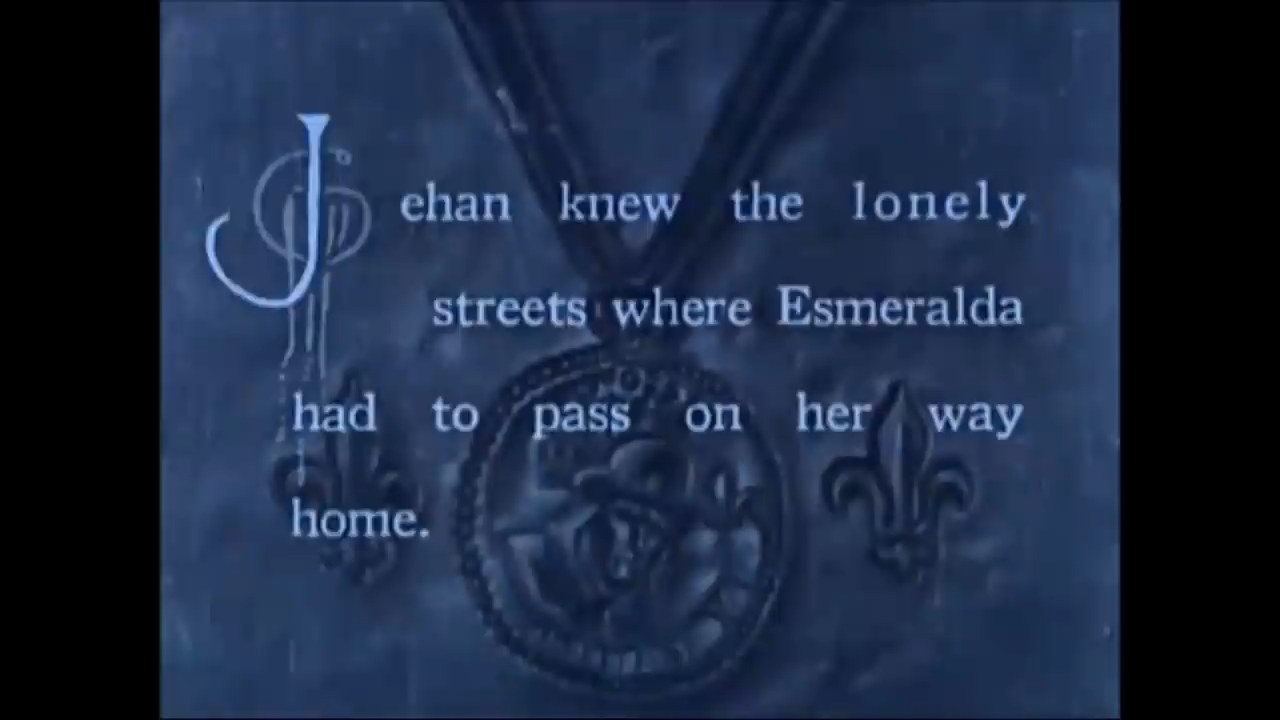 Jehan knew the lonely
streets where Esmeralda
had to pass on her way
home.